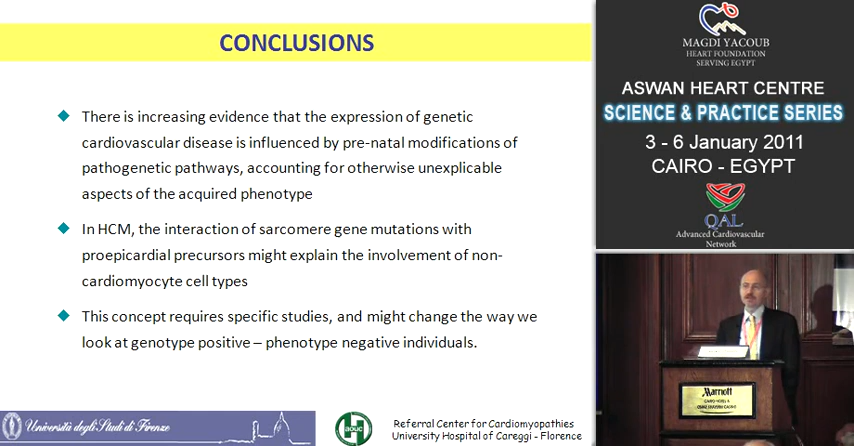 CONCLUSIONS
There is increasing evidence that the expression of genetic
cardiovascular disease is influenced by pre-natal modifications of
pathogenetic pathways, accounting for otherwise unexplicable
aspects of the acquired phenotype
In HCM, the interaction of sarcomere gene mutations with
proepicardial precursors might explain the involvement of non-
cardiomyocyte cell types
This concept requires specific studies, and might change the way we
look at genotype positive – phenotype negative individuals.
Università degli Studi di Firenze
aouc
Referral Center for Cardiomyopathies
University Hospital of Careggi - Florence
MAGDI YACOUB
HEART FOUNDATION
SERVING EGYPT
ASWAN HEART CENTRE
SCIENCE & PRACTICE SERIES
3 - 6 January 2011
CAIRO - EGYPT
QAL
Advanced Cardiovascular
Network
Marriott